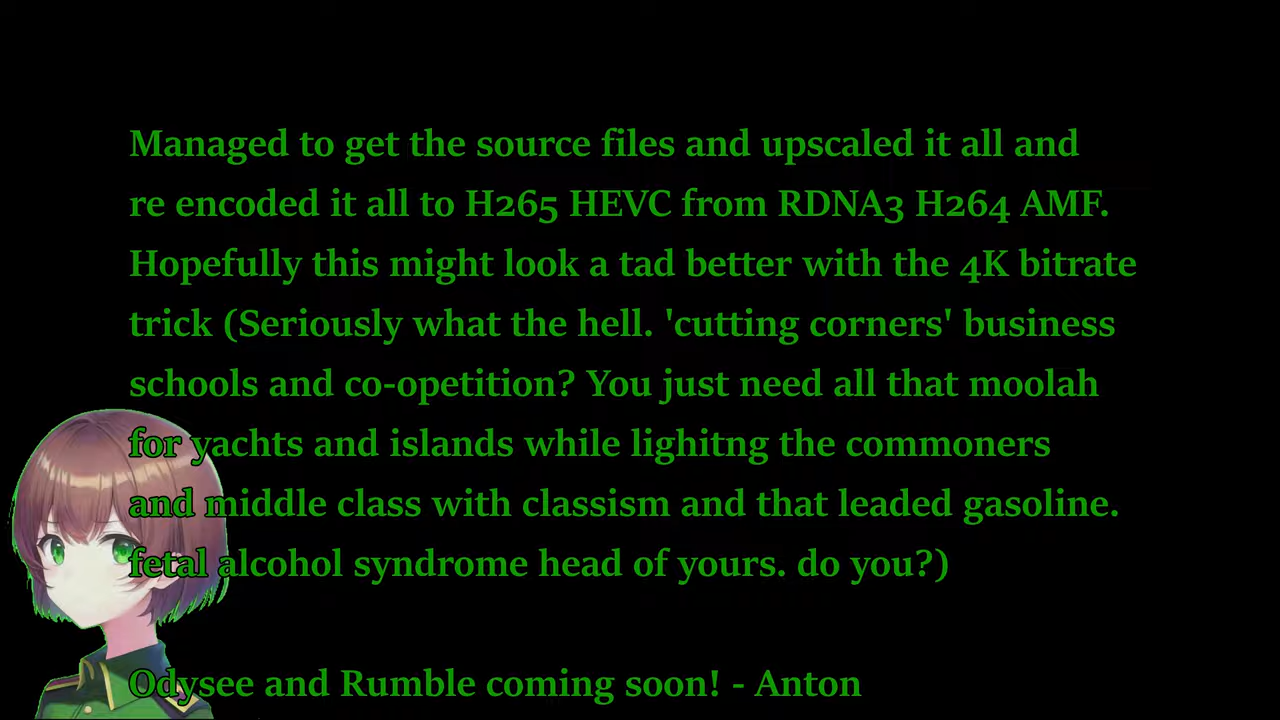 Managed to get the source files and upscaled it all and
re encoded it all to H265 HEVC from RDNA3 H264 AMF.
Hopefully this might look a tad better with the 4K bitrate
trick (Seriously what the hell. 'cutting corners' business
schools and co-opetition? You just need all that moolah
for yachts and islands while lighitng the commoners
and middle class with classism and that leaded gasoline.
fetal alcohol syndrome head of yours. do you?)
Odysee and Rumble coming soon! - Anton